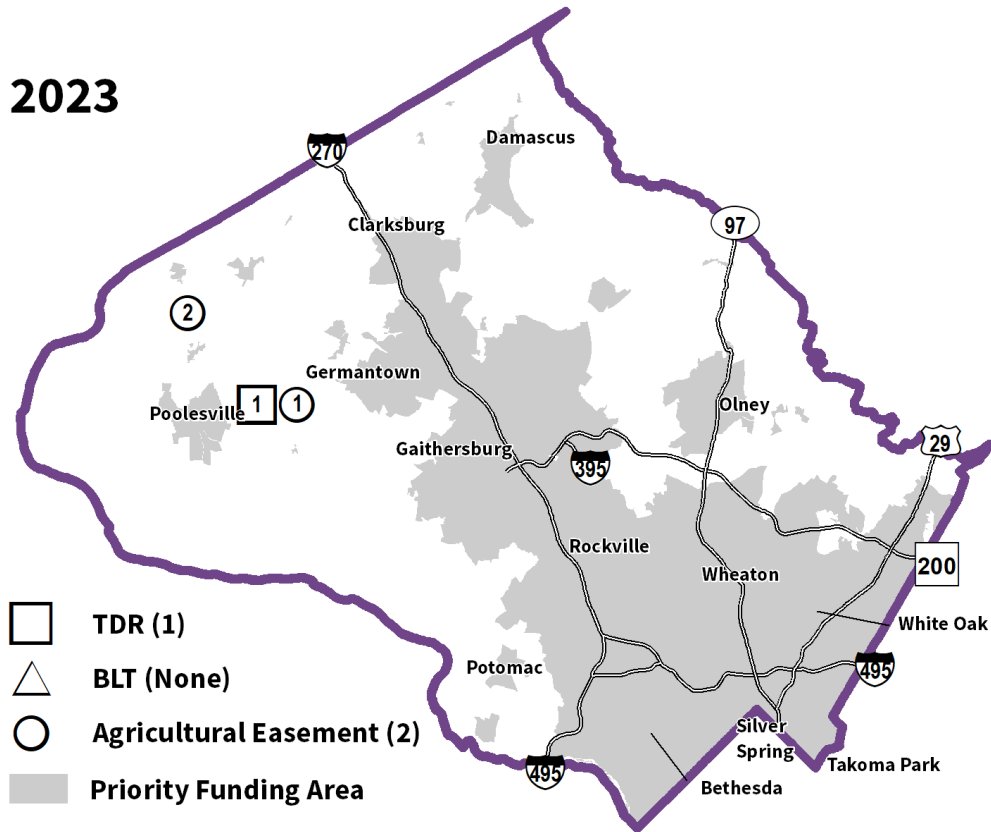 2023
270
Damascus
Clarksburg
97
2
Germantown
Poolesville
1
1
Olney
Gaithersburg
395
29
Rockville
Wheaton
200
White Oak
Potomac
495
Silver
Spring
Takoma Park
495
Bethesda
TDR (1)
BLT (None)
Agricultural Easement (2)
Priority Funding Area